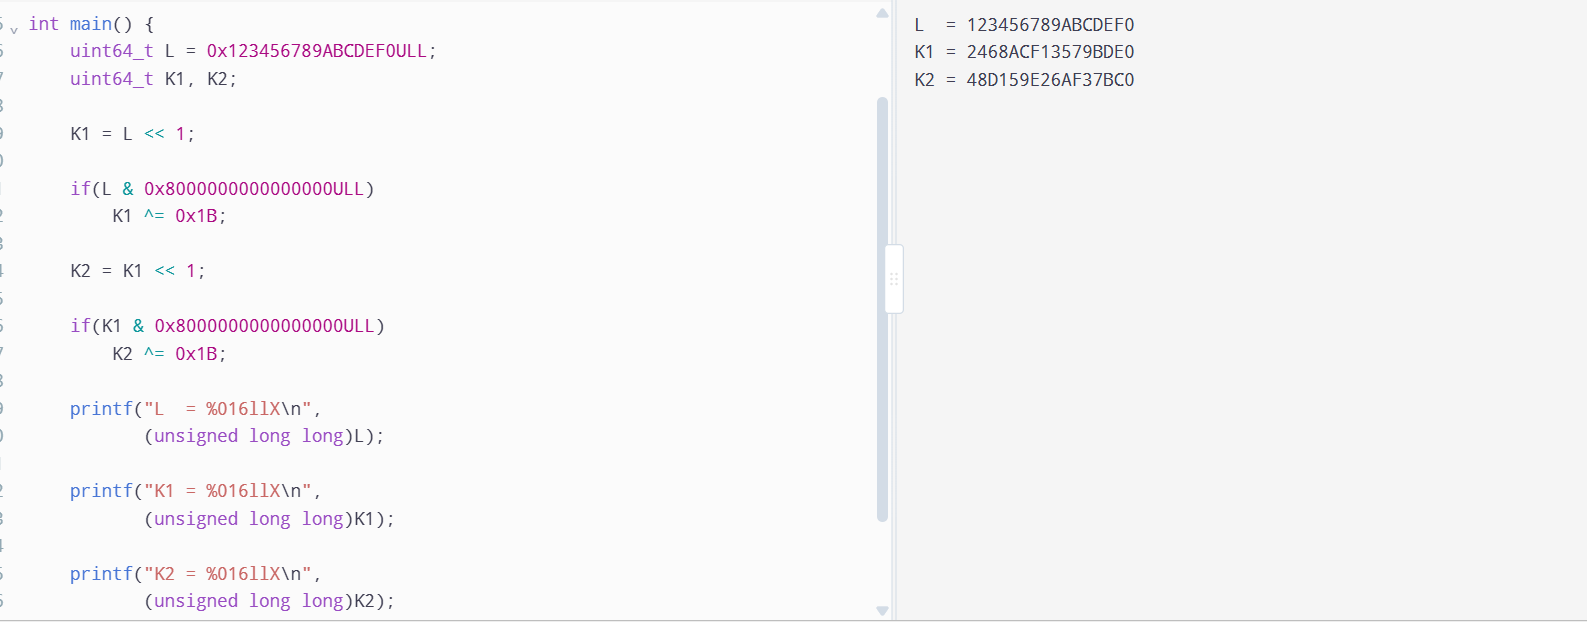 int main() {
uint64_t L = 0x123456789ABCDEF0ULL;
uint64_t K1, K2;
K1 = L << 1;
if(L & 0x8000000000000000ULL)
K1 ^= 0x1B;
K2 = K1 << 1;
if(K1 & 0x8000000000000000ULL)
K2 ^= 0x1B;
printf("L  = %016llX\n",
(unsigned long long)L);
printf("K1 = %016llX\n",
(unsigned long long)K1);
printf("K2 = %016llX\n",
(unsigned long long)K2);
L  = 123456789ABCDEF0
K1 = 2468ACF13579BDE0
K2 = 48D159E26AF37BC0